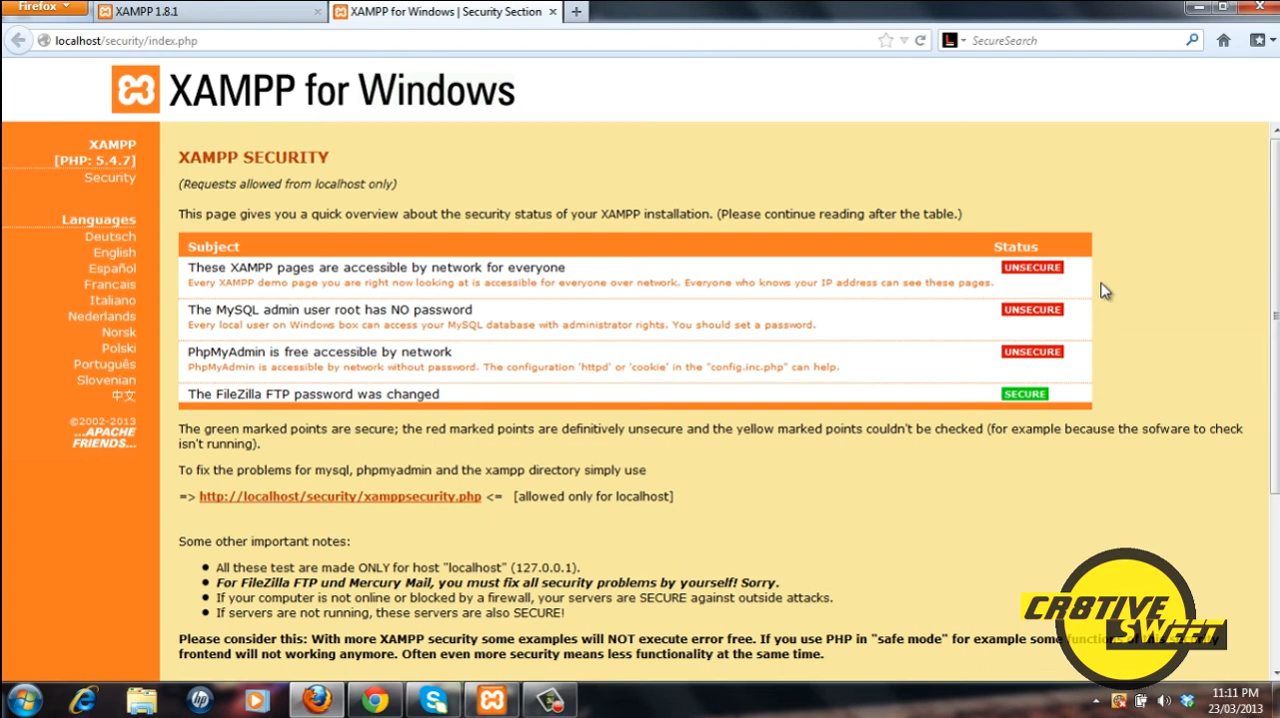 Firefox
XAMPP 1.8.1
XAMPP for Windows | Security Section
localhost/security/index.php
SecureSearch
XAMPP for Windows
XAMPP
[PHP: 5.4.7]
Security
Languages
Deutsch
English
Español
Francais
Italiano
Nederlands
Norsk
Polski
Português
Slovenian
中文
©2002-2013
...APACHE
FRIENDS...
XAMPP SECURITY
(Requests allowed from localhost only)
This page gives you a quick overview about the security status of your XAMPP installation. (Please continue reading after the table.)
Subject Status
These XAMPP pages are accessible by network for everyone UNSECURE
Every XAMPP demo page you are right now looking at is accessible for everyone over network. Everyone who knows your IP address can see these pages.
The MySQL admin user root has NO password UNSECURE
Every local user on Windows box can access your MySQL database with administrator rights. You should set a password.
PhpMyAdmin is free accessible by network UNSECURE
PhpMyAdmin is accessible by network without password. The configuration 'httpd' or 'cookie' in the "config.inc.php" can help.
The FileZilla FTP password was changed SECURE
The green marked points are secure; the red marked points are definitively unsecure and the yellow marked points couldn't be checked (for example because the sofware to check
isn't running).
To fix the problems for mysql, phpmyadmin and the xampp directory simply use
=> http://localhost/security/xamppsecurity.php <= [allowed only for localhost]
Some other important notes:
All these test are made ONLY for host "localhost" (127.0.0.1).
For FileZilla FTP und Mercury Mail, you must fix all security problems by yourself! Sorry.
If your computer is not online or blocked by a firewall, your servers are SECURE against outside attacks.
If servers are not running, these servers are also SECURE!
Please consider this: With more XAMPP security some examples will NOT execute error free. If you use PHP in "safe mode" for example some functions of this security
frontend will not working anymore. Often even more security means less functionality at the same time.
CR8TIVE
SWEET
hp
11:11 PM
23/03/2013